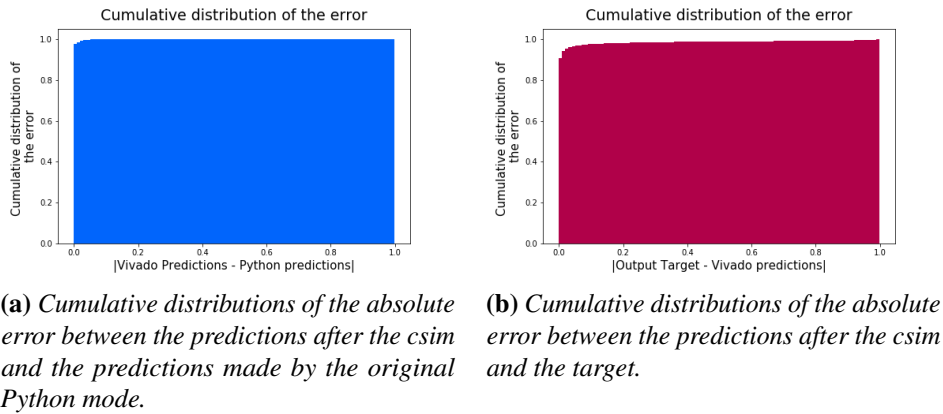 Cumulative distribution of the error
Cumulative distribution of
the error
1.0
0.8
0.6
0.4
0.2
0.0
0.0 0.2 0.4 0.6 0.8 1.0
|Vivado Predictions - Python predictions|
(a) Cumulative distributions of the absolute
error between the predictions after the csim
and the predictions made by the original
Python mode.
Cumulative distribution of the error
Cumulative distribution of
the error
1.0
0.8
0.6
0.4
0.2
0.0
0.0 0.2 0.4 0.6 0.8 1.0
|Output Target - Vivado predictions|
(b) Cumulative distributions of the absolute
error between the predictions after the csim
and the target.